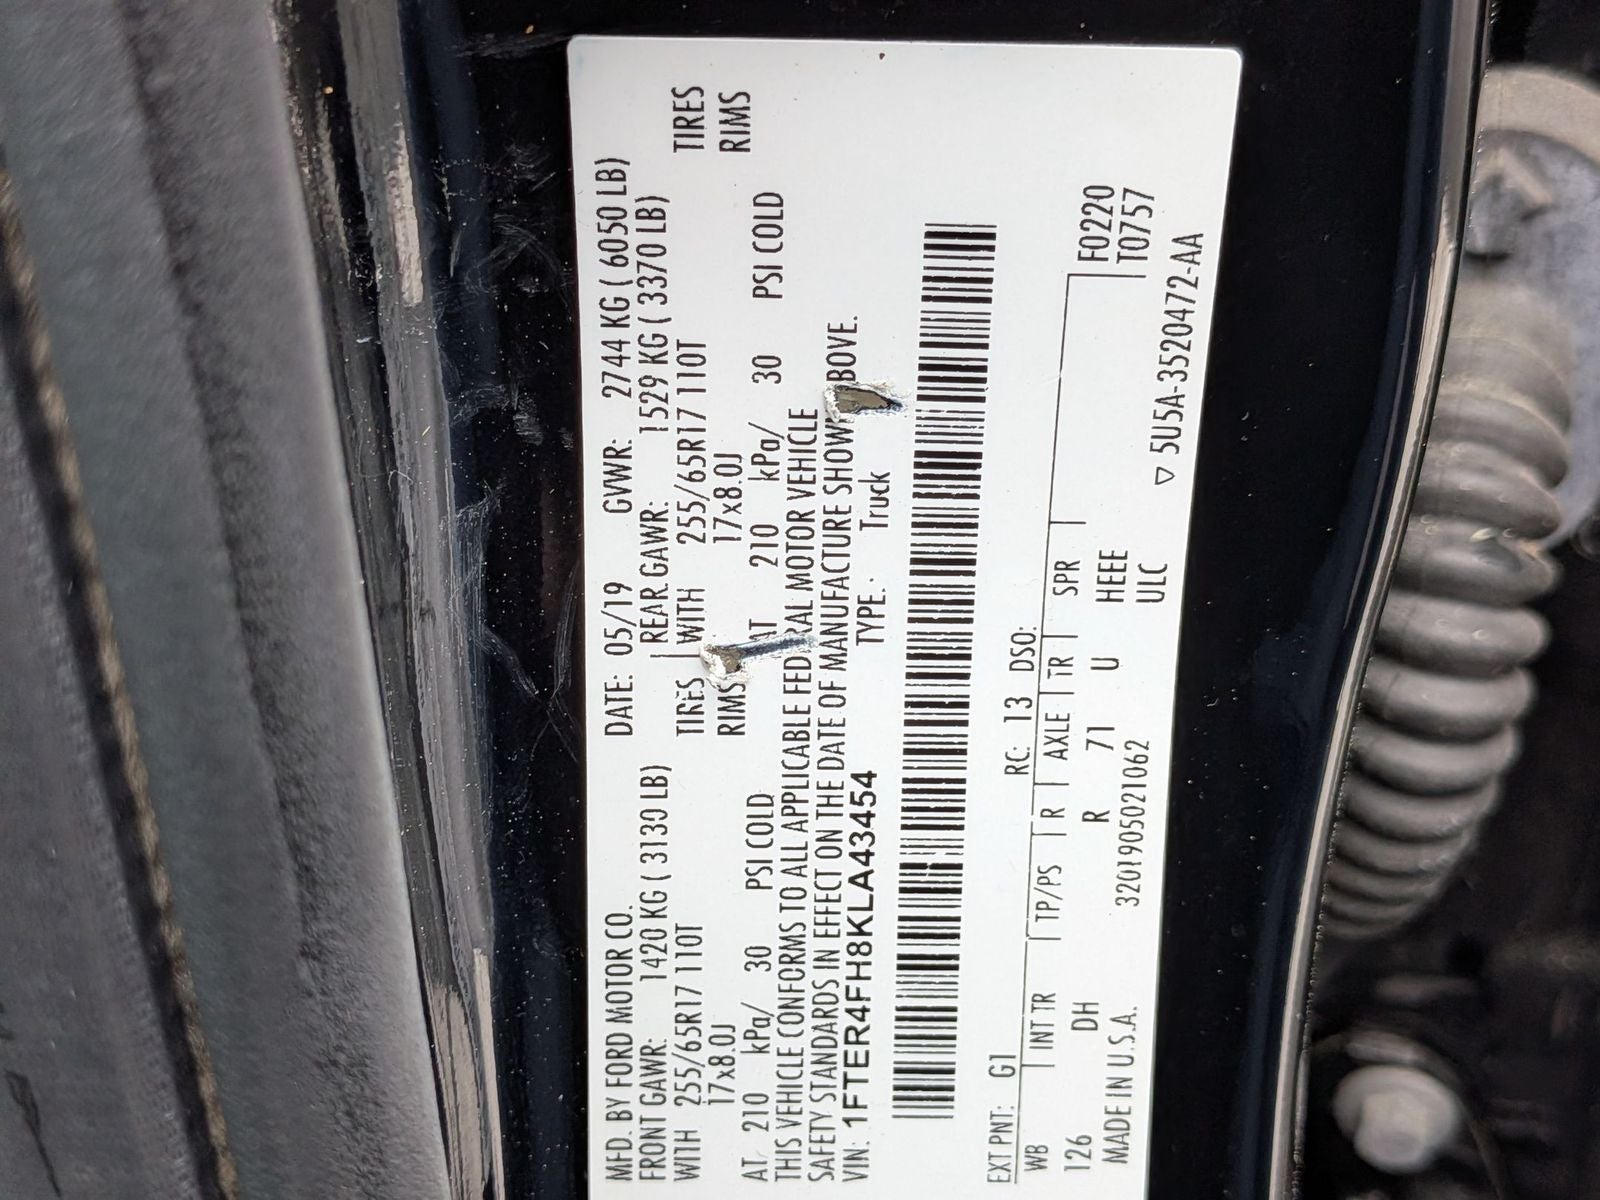 MFD. BY FORD MOTOR CO. DATE: 05/19 GVWR: 2744 KG ( 6050 LB)
FRONT GAWR: 1420 KG ( 3130 LB) REAR GAWR: 1529 KG ( 3370 LB)
WITH 255/65R17 110T TIRES WITH 255/65R17 110T TIRES
17x8.0J RIMS 17x8.0J RIMS
AT 210 kPa/ 30 PSI COLD AT 210 kPa/ 30 PSI COLD
THIS VEHICLE CONFORMS TO ALL APPLICABLE FED RAL MOTOR VEHICLE
SAFETY STANDARDS IN EFFECT ON THE DATE OF MANUFACTURE SHOWN BOVE.
VIN: 1FTER4FH8KLA43454 TYPE: Truck
EXT PNT: G1 RC: 13 DSO:
WB INT TR TP/PS R AXLE TR SPR F0220
126 DH R 71 U HEEE T0757
MADE IN U.S.A. 320190502106​2 ULC
▽ 5U5A-3520472-AA